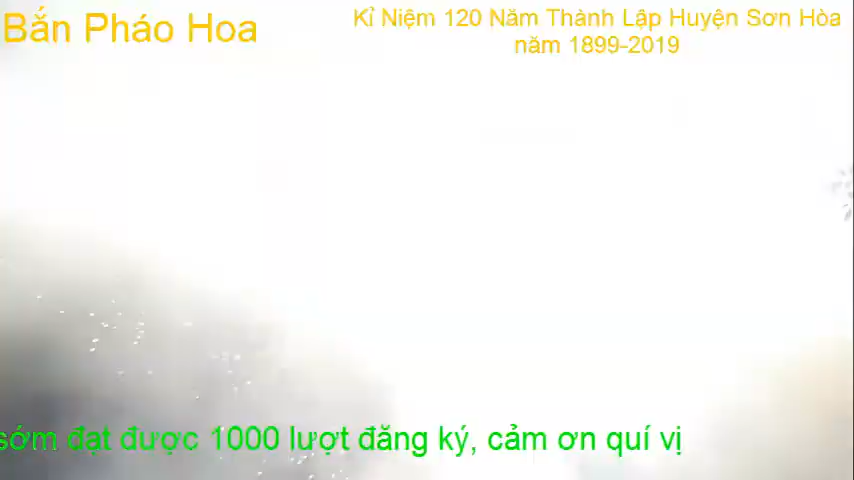 Bắn Pháo Hoa
Kỉ Niệm 120 Năm Thành Lập Huyện Sơn Hòa
năm 1899-2019
sớm đạt được 1000 lượt đăng ký, cảm ơn quí vị